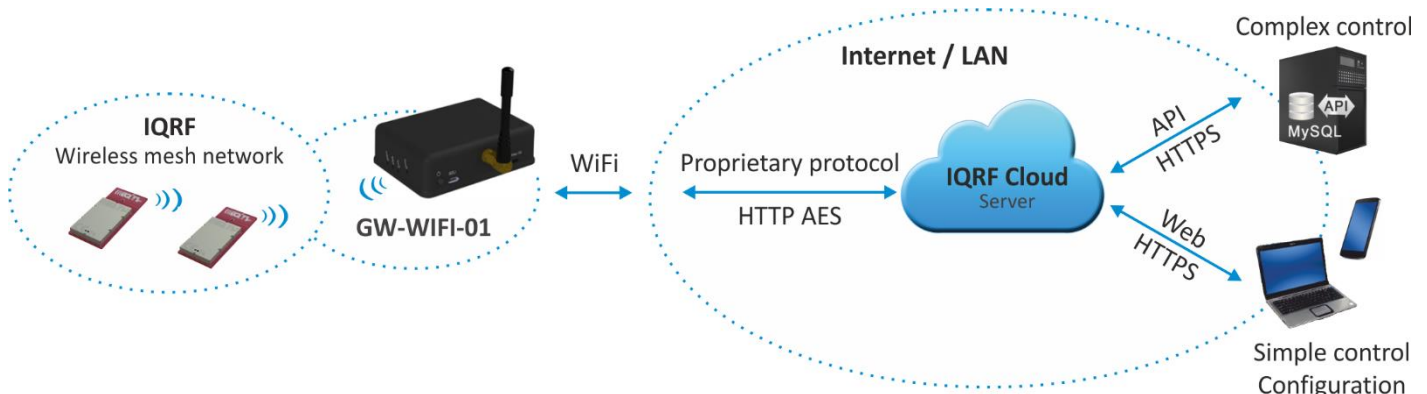 IQRF
Wireless mesh network
GW-WIFI-01
WiFi
Internet / LAN
Proprietary protocol
HTTP AES
IQRF Cloud
Server
API
HTTPS
Web
HTTPS
Complex control
API
MySQL
Simple control
Configuration